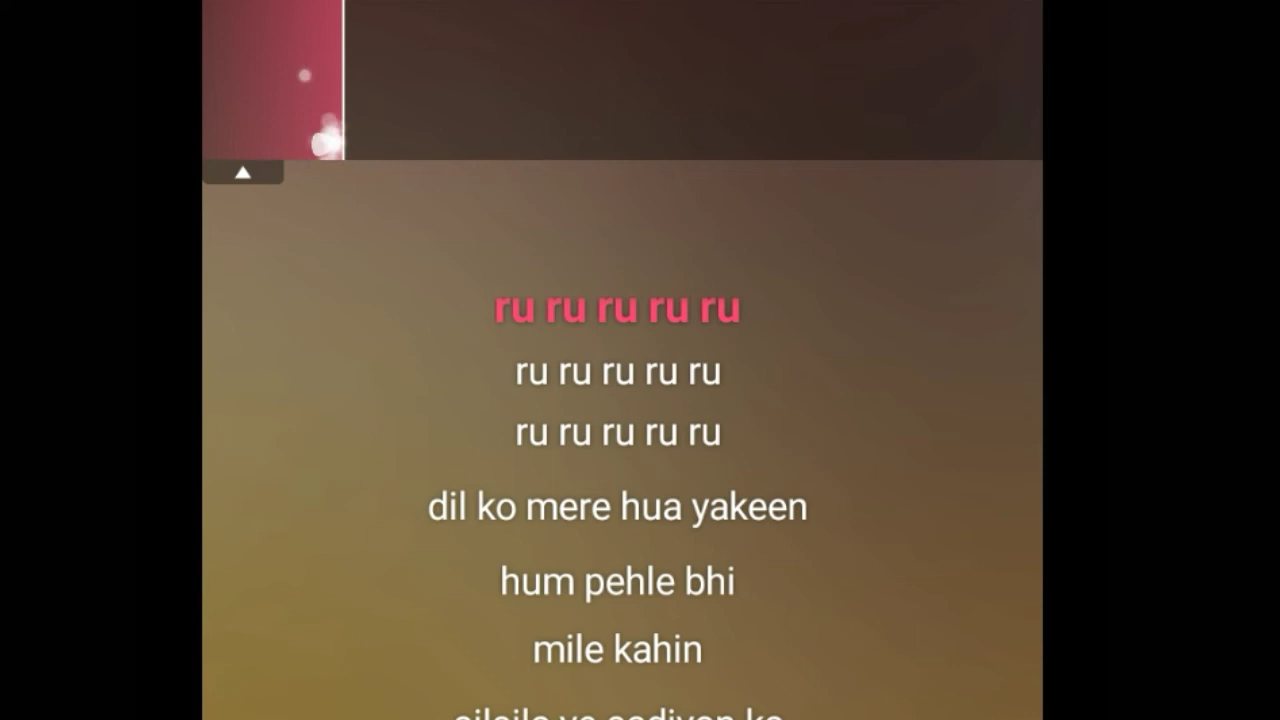 ru ru ru ru ru
ru ru ru ru ru
ru ru ru ru ru
dil ko mere hua yakeen
hum pehle bhi
mile kahin